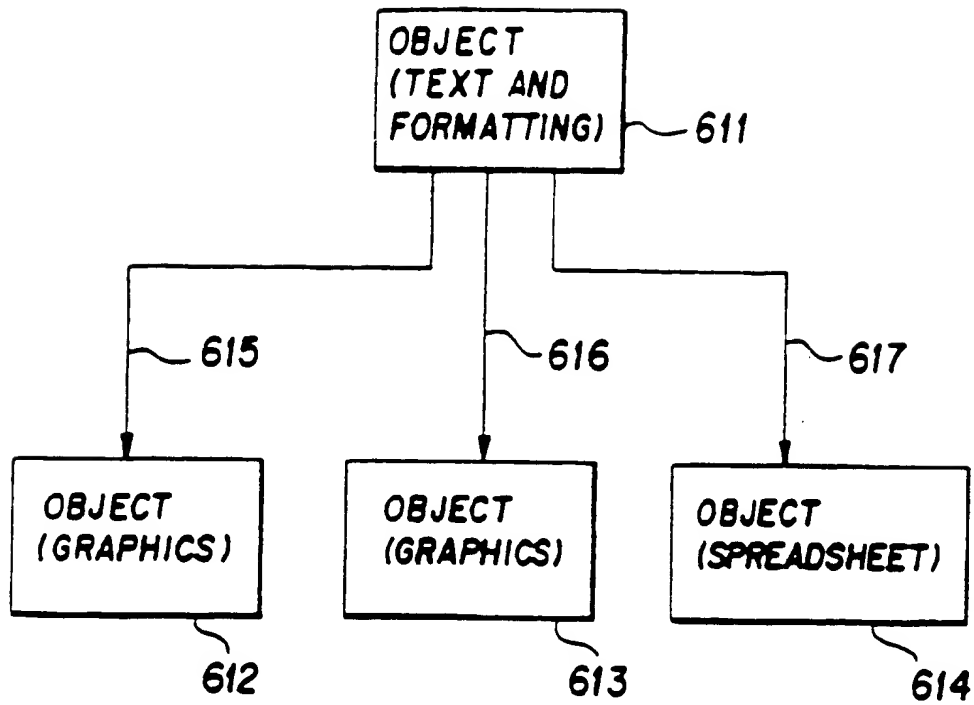 OBJECT
(TEXT AND
FORMATTING)
611
615
616
617
OBJECT
(GRAPHICS)
OBJECT
(GRAPHICS)
OBJECT
(SPREADSHEET)
612
613
614